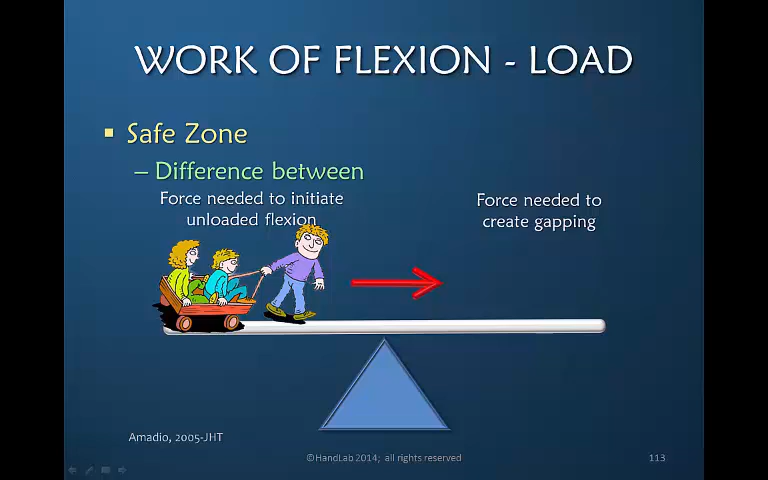 WORK OF FLEXION - LOAD
▪ Safe Zone
– Difference between
Force needed to initiate
unloaded flexion
Force needed to
create gapping
Amadio, 2005-JHT
©HandLab 2014; all rights reserved
113